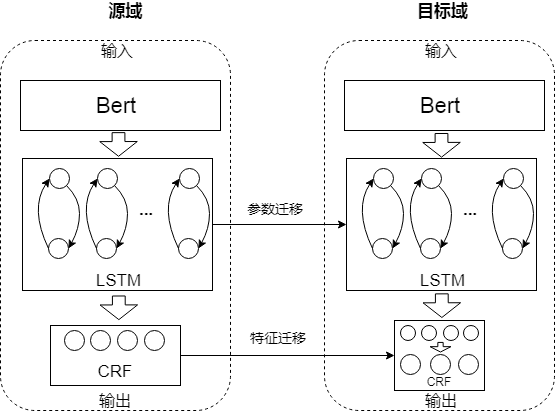 源域
目标域
输入
输入
Bert
Bert
...
...
参数迁移
LSTM
LSTM
特征迁移
CRF
CRF
输出
输出